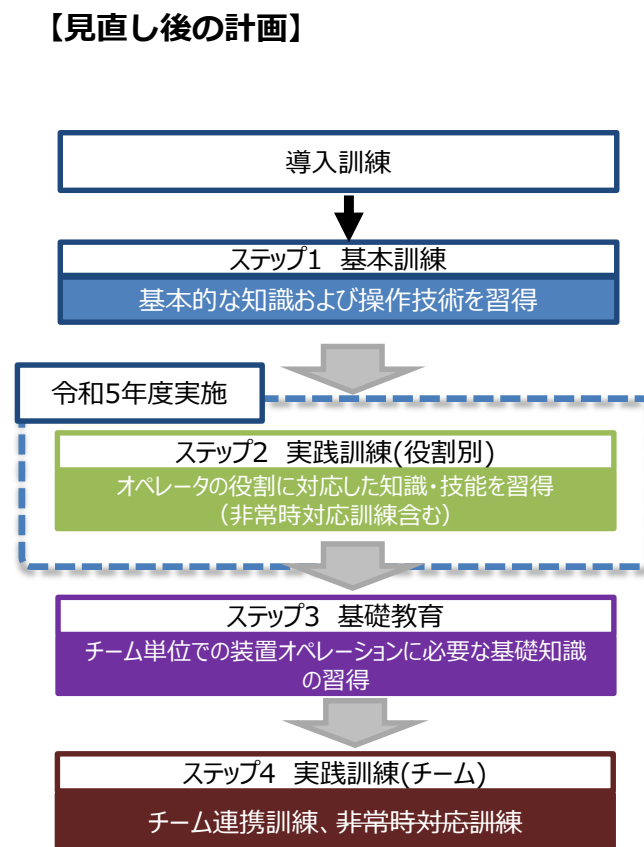 【見直し後の計画】
導入訓練
ステップ1 基本訓練
基本的な知識および操作技術を習得
令和5年度実施
ステップ2 実践訓練(役割別)
オペレータの役割に対応した知識・技能を習得
（非常時対応訓練含む）
ステップ3 基礎教育
チーム単位での装置オペレーションに必要な基礎知識
の習得
ステップ4 実践訓練(チーム)
チーム連携訓練、非常時対応訓練